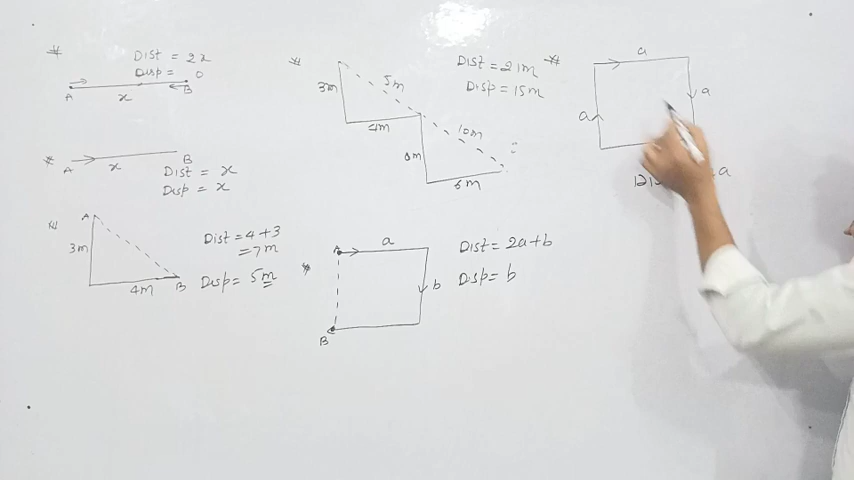 * Dist = 2x
Disp = 0
A x B
* A x B
Dist = x
Disp = x
* A
3m
4m B
Dist = 4 + 3
= 7m
Disp = 5m
* 3m
5m
4m
10m
8m
6m
Dist = 21m
Disp = 15m
* A a
b
B
Dist = 2a + b
Disp = b
* a
a
a
a